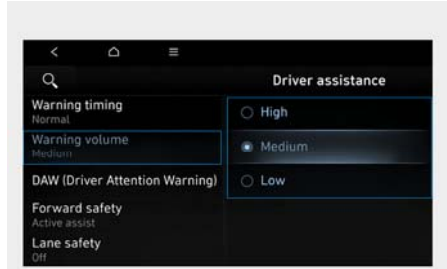 Driver assistance
Warning timing
Normal
Warning volume
Medium
DAW (Driver Attention Warning)
Forward safety
Active assist
Lane safety
Off
High
Medium
Low